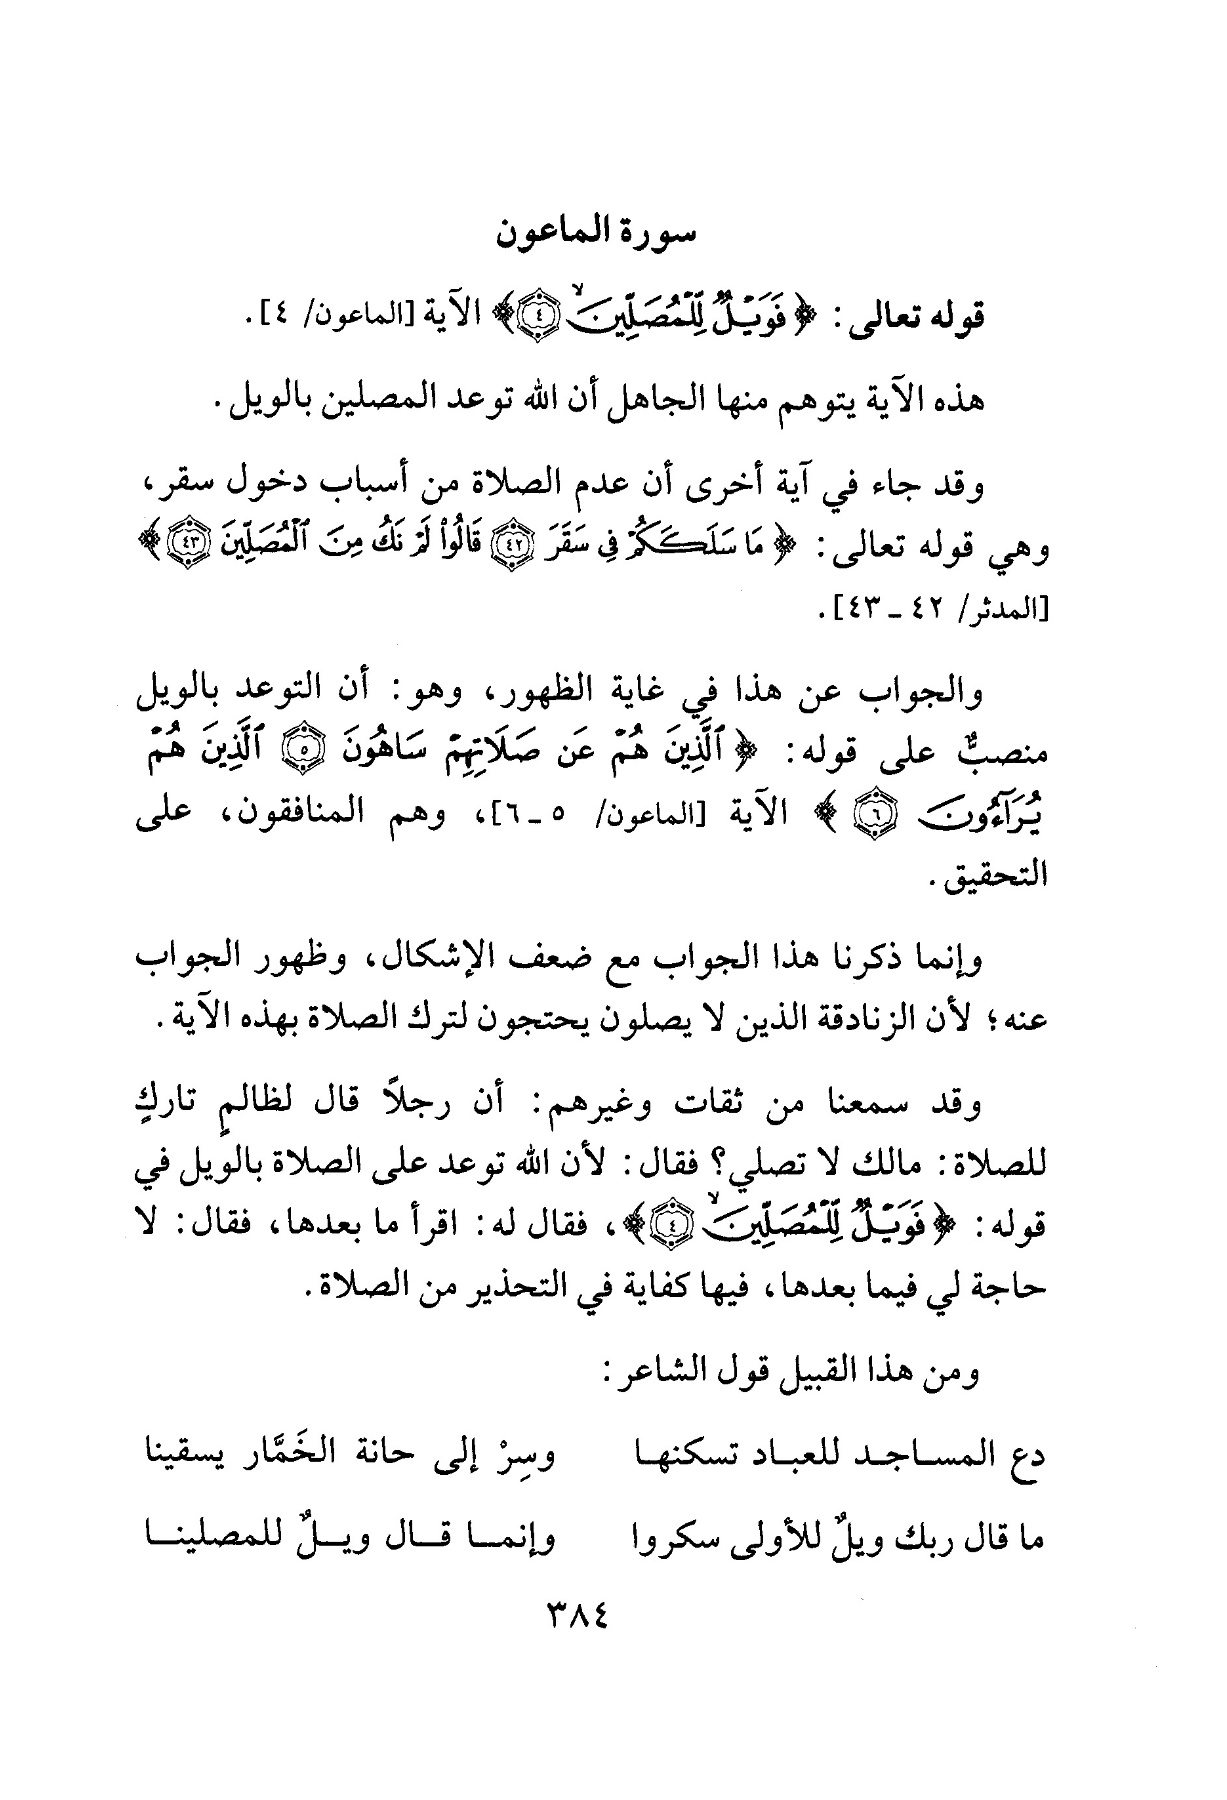 سورة الماعون
قوله تعالى: ﴿فَوَيْلٌ لِّلْمُصَلِّينَ ۙ ٤﴾ الآية [الماعون/ ٤].
هذه الآية يتوهم منها الجاهل أن الله توعد المصلين بالويل.
وقد جاء في آية أخرى أن عدم الصلاة من أسباب دخول سقر،
وهي قوله تعالى: ﴿مَا سَلَكَكُمْ فِي سَقَرَ ٤٢ قَالُوا۟ لَمْ نَكُ مِنَ ٱلْمُصَلِّينَ ٤٣﴾
[المدثر/ ٤٢ ـ ٤٣].
والجواب عن هذا في غاية الظهور، وهو: أن التوعد بالويل
منصبٌّ على قوله: ﴿ٱلَّذِينَ هُمْ عَن صَلَاتِهِمْ سَاهُونَ ٥ ٱلَّذِينَ هُمْ
يُرَآءُونَ ٦﴾ الآية [الماعون/ ٥ ـ ٦]، وهم المنافقون، على
التحقيق.
وإنما ذكرنا هذا الجواب مع ضعف الإشكال، وظهور الجواب
عنه؛ لأن الزنادقة الذين لا يصلون يحتجون لترك الصلاة بهذه الآية.
وقد سمعنا من ثقات وغيرهم: أن رجلاً قال لظالمٍ تاركٍ
للصلاة: مالك لا تصلي؟ فقال: لأن الله توعد على الصلاة بالويل في
قوله: ﴿فَوَيْلٌ لِّلْمُصَلِّينَ ۙ ٤﴾، فقال له: اقرأ ما بعدها، فقال: لا
حاجة لي فيما بعدها، فيها كفاية في التحذير من الصلاة.
ومن هذا القبيل قول الشاعر:
دع المساجد للعباد تسكنها وسِرْ إلى حانة الخَمَّار يسقينا
ما قال ربك ويلٌ للأولى سكروا وإنما قال ويلٌ للمصلينا
٣٨٤